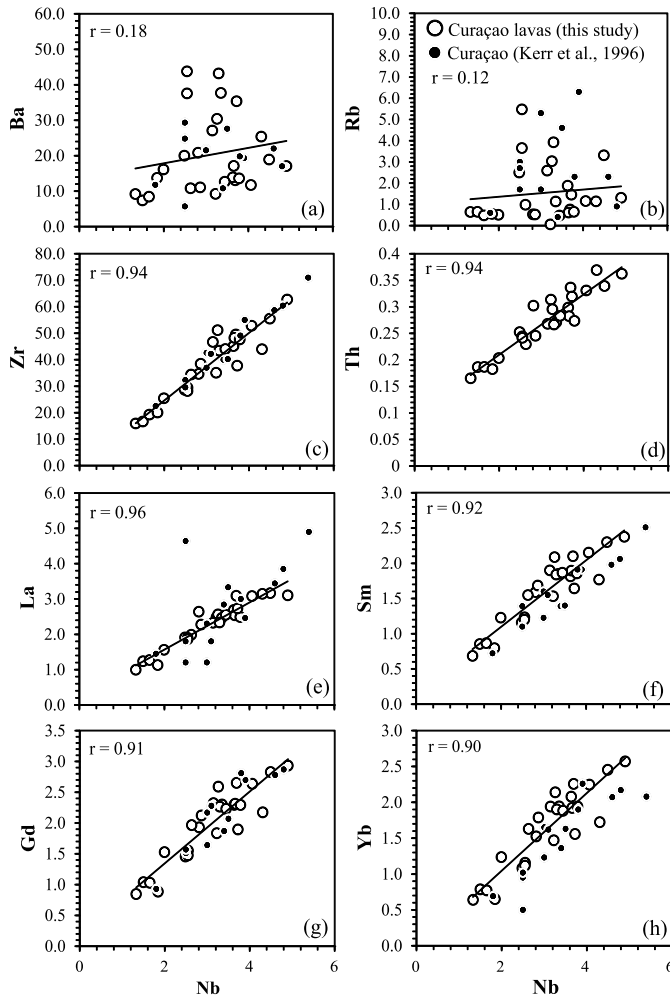 60.0
50.0
40.0
30.0
20.0
10.0
0.0
Ba
r = 0.18
(a)
10.0
9.0
8.0
7.0
6.0
5.0
4.0
3.0
2.0
1.0
0.0
Rb
Curaçao lavas (this study)
Curaçao (Kerr et al., 1996)
r = 0.12
(b)
80.0
70.0
60.0
50.0
40.0
30.0
20.0
10.0
0.0
Zr
r = 0.94
(c)
0.4
0.35
0.3
0.25
0.2
0.15
0.1
0.05
0
Th
r = 0.94
(d)
6.0
5.0
4.0
3.0
2.0
1.0
0.0
La
r = 0.96
(e)
3.0
2.5
2.0
1.5
1.0
0.5
0.0
Sm
r = 0.92
(f)
3.5
3.0
2.5
2.0
1.5
1.0
0.5
0.0
Gd
r = 0.91
(g)
0 2 4 6
Nb
3.0
2.5
2.0
1.5
1.0
0.5
0.0
Yb
r = 0.90
(h)
0 2 4 6
Nb